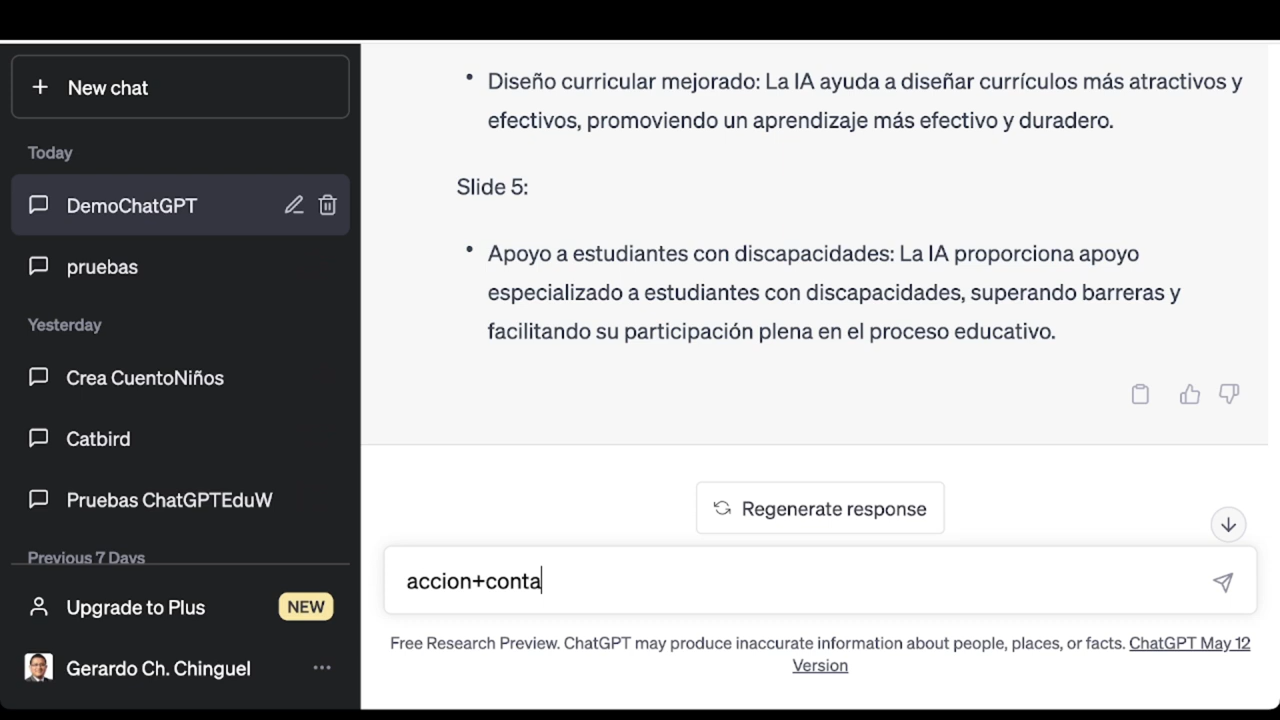 + New chat
Today
DemoChatGPT
pruebas
Yesterday
Crea CuentoNiños
Catbird
Pruebas ChatGPTEduW
Previous 7 Days
Upgrade to Plus NEW
Gerardo Ch. Chinguel ...
• Diseño curricular mejorado: La IA ayuda a diseñar currículos más atractivos y
efectivos, promoviendo un aprendizaje más efectivo y duradero.
Slide 5:
• Apoyo a estudiantes con discapacidades: La IA proporciona apoyo
especializado a estudiantes con discapacidades, superando barreras y
facilitando su participación plena en el proceso educativo.
Regenerate response
accion+conta
Free Research Preview. ChatGPT may produce inaccurate information about people, places, or facts. ChatGPT May 12
Version